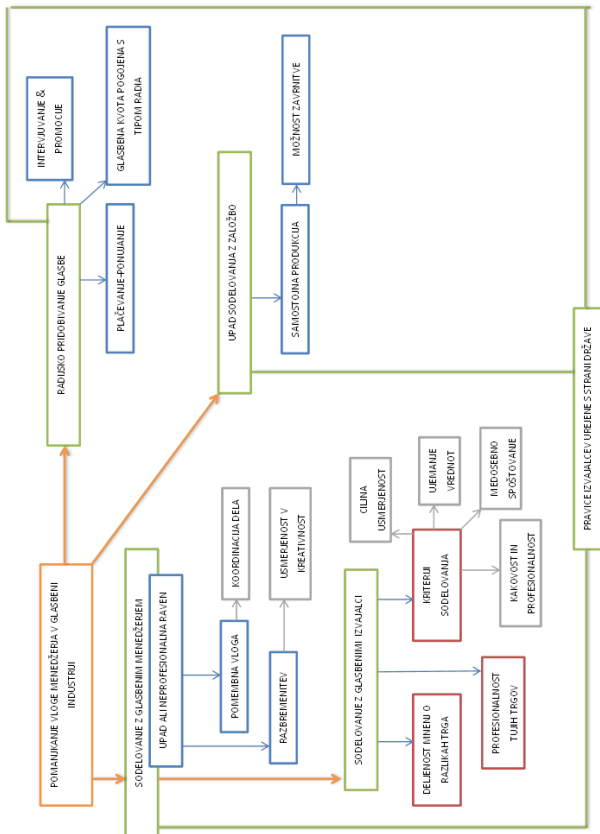 POMANJKANJE VLOGE MENEDŽERJA V GLASBENI
INDUSTRIJI
RADIJSKO PRIDOBIVANJE GLASBE
INTERVJUVANJE &
PROMOCIJE
GLASBENA KVOTA POGOJENA S
TIPOM RADIA
PLAČEVANJE-PONUJANJE
SODELOVANJE Z GLASBENIM MENEDŽERJEM
UPAD ALI NEPROFESIONALNA RAVEN
POMEMBNA VLOGA
KOORDINACIJA DELA
RAZBREMENITEV
USMERJENOST V
KREATIVNOST
UPAD SODELOVANJA Z ZALOŽBO
SAMOSTOJNA PRODUKCIJA
MOŽNOST ZAVRNITVE
SODELOVANJE Z GLASBENIMI IZVAJALCI
DELJENOST MNENJ O
RAZLIKAH TRGA
PROFESIONALNOST
TUJIH TRGOV
KRITERIJI
SODELOVANJA
CILJNA
USMERJENOST
UJEMANJE
VREDNOT
MEDOSEBNO
SPOŠTOVANJE
KAKOVOST IN
PROFESIONALNOST
PRAVICE IZVAJALCEV UREJENE S STRANI DRŽAVE